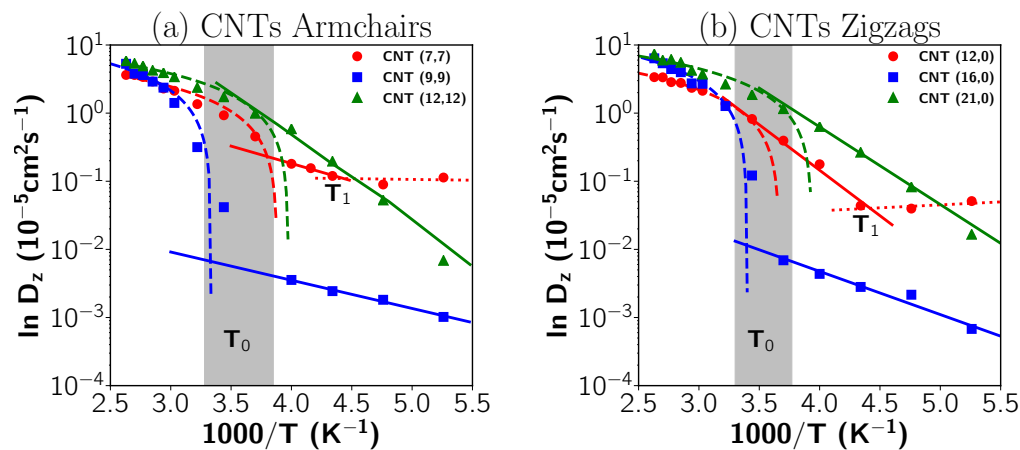 (a) CNTs Armchairs
ln D_z (10^{-5}cm^2s^{-1})
10^1
10^0
10^{-1}
10^{-2}
10^{-3}
10^{-4}
CNT (7,7)
CNT (9,9)
CNT (12,12)
T_1
T_0
2.5 3.0 3.5 4.0 4.5 5.0 5.5
1000/T (K^{-1})
(b) CNTs Zigzags
ln D_z (10^{-5}cm^2s^{-1})
10^1
10^0
10^{-1}
10^{-2}
10^{-3}
10^{-4}
CNT (12,0)
CNT (16,0)
CNT (21,0)
T_1
T_0
2.5 3.0 3.5 4.0 4.5 5.0 5.5
1000/T (K^{-1})